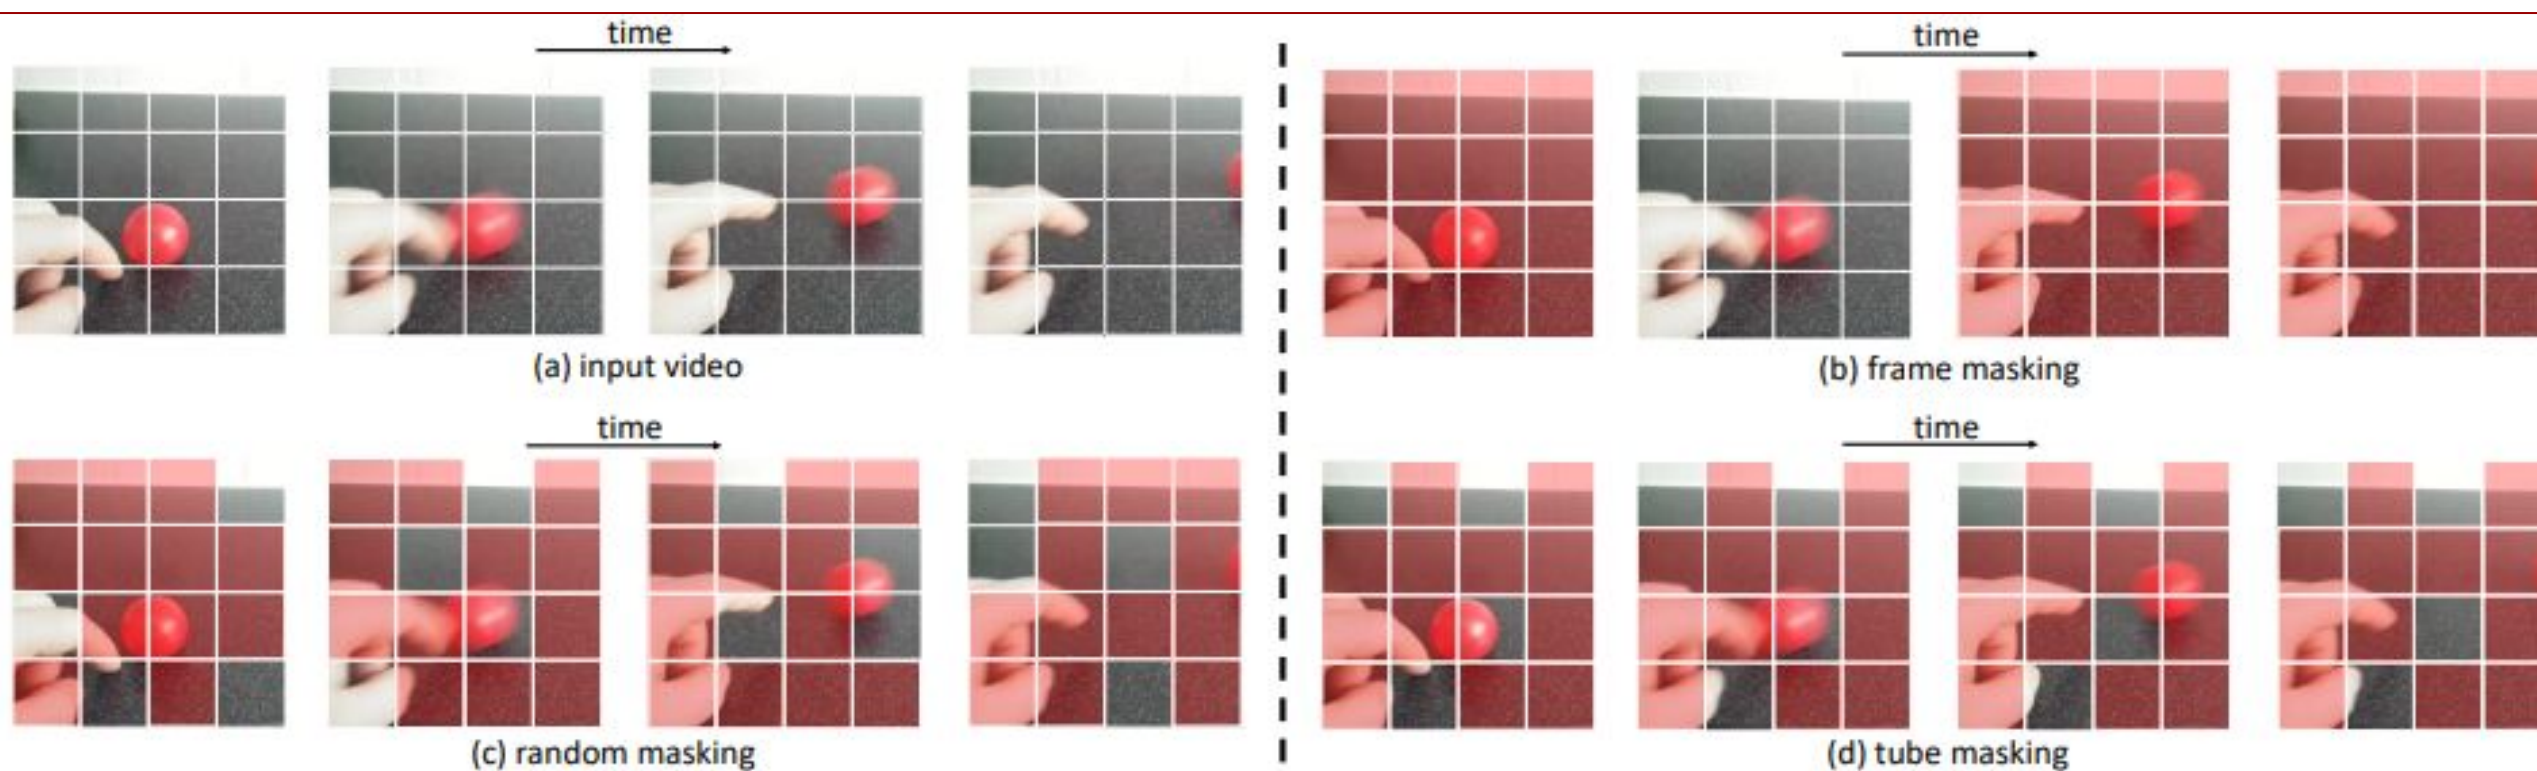 time
time
(a) input video
(b) frame masking
time
time
(c) random masking
(d) tube masking